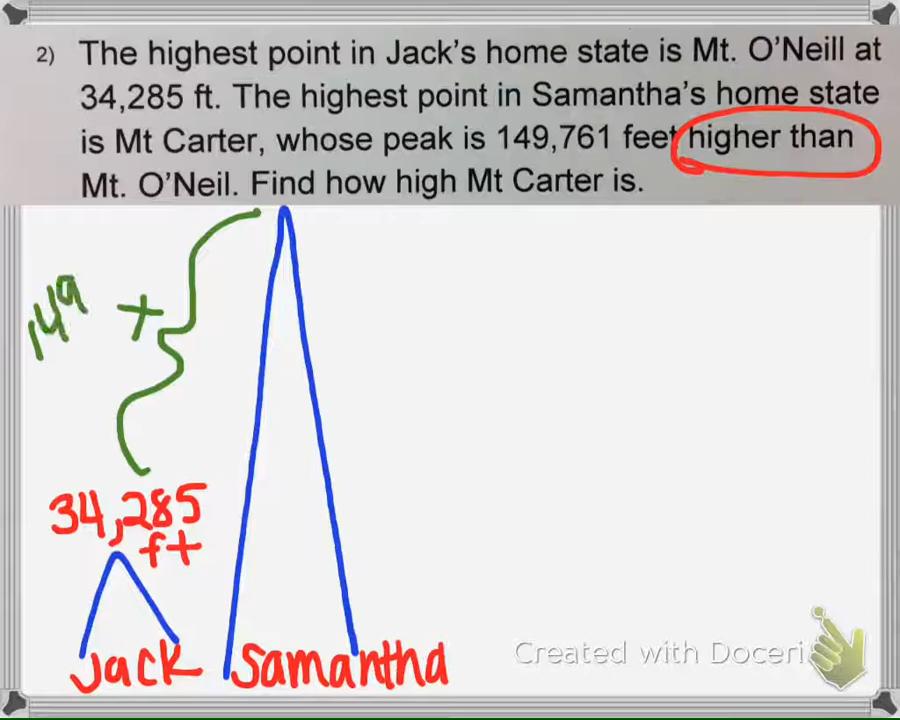 2) The highest point in Jack's home state is Mt. O'Neill at
34,285 ft. The highest point in Samantha's home state
is Mt Carter, whose peak is 149,761 feet higher than
Mt. O'Neil. Find how high Mt Carter is.
149 +
34,285
ft
Jack
Samantha
Created with Doceri